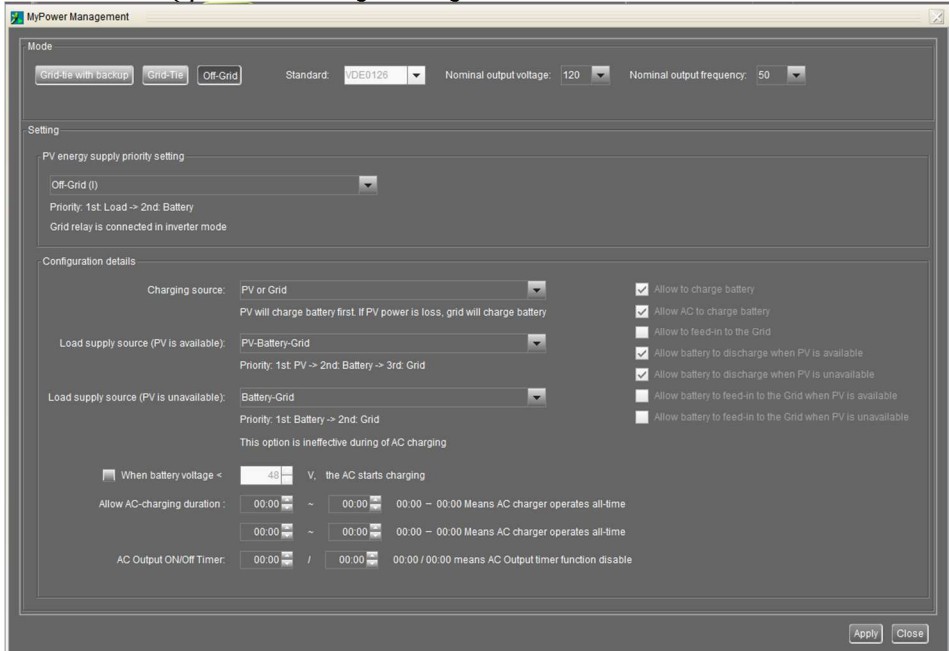 MyPower Management
Mode
Grid-tie with backup Grid-Tie Off-Grid Standard: VDE0126 Nominal output voltage: 120 Nominal output frequency: 50
Setting
PV energy supply priority setting
Off-Grid (I)
Priority: 1st: Load -> 2nd: Battery
Grid relay is connected in inverter mode
Configuration details
Charging source: PV or Grid
PV will charge battery first. If PV power is loss, grid will charge battery
Load supply source (PV is available): PV-Battery-Grid
Priority: 1st: PV -> 2nd: Battery -> 3rd: Grid
Load supply source (PV is unavailable): Battery-Grid
Priority: 1st: Battery -> 2nd: Grid
This option is ineffective during of AC charging
When battery voltage < 48 V, the AC starts charging
Allow AC-charging duration : 00:00 ~ 00:00 00:00 – 00:00 Means AC charger operates all-time
00:00 ~ 00:00 00:00 – 00:00 Means AC charger operates all-time
AC Output ON/Off Timer: 00:00 / 00:00 00:00 / 00:00 means AC Output timer function disable
Allow to charge battery
Allow AC to charge battery
Allow to feed-in to the Grid
Allow battery to discharge when PV is available
Allow battery to discharge when PV is unavailable
Allow battery to feed-in to the Grid when PV is available
Allow battery to feed-in to the Grid when PV is unavailable
Apply Close